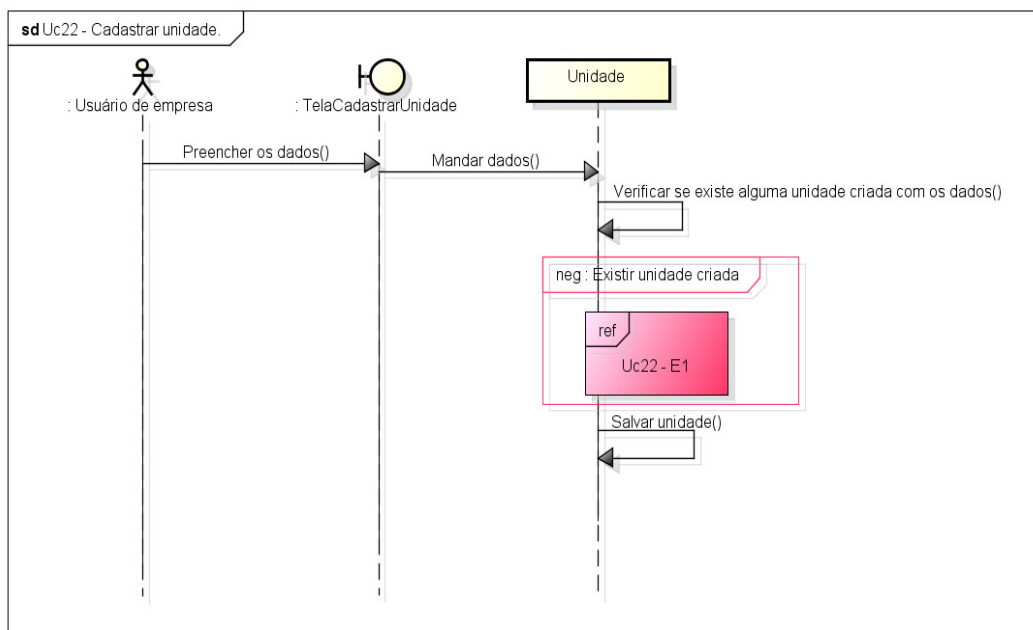 sd Uc22 - Cadastrar unidade.
: Usuário de empresa
: TelaCadastrarUnidade
Unidade
Preencher os dados()
Mandar dados()
Verificar se existe alguma unidade criada com os dados()
neg : Existir unidade criada
ref
Uc22 - E1
Salvar unidade()